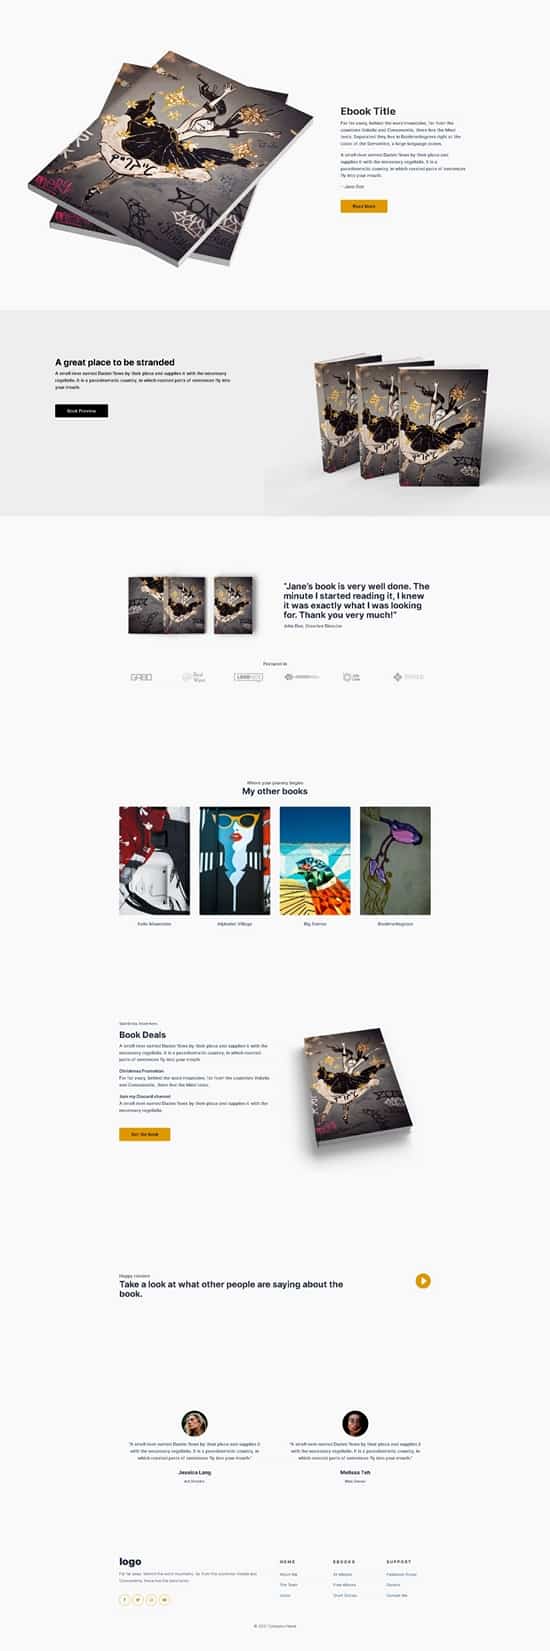 Ebook Title
Far far away, behind the word mountains, far from the
countries Vokalia and Consonantia, there live the blind
texts. Separated they live in Bookmarksgrove right at the
coast of the Semantics, a large language ocean.
A small river named Duden flows by their place and
supplies it with the necessary regelialia. It is a
paradisematic country, in which roasted parts of sentences
fly into your mouth.
- Jane Doe
Read More
A great place to be stranded
A small river named Duden flows by their place and supplies it with the necessary
regelialia. It is a paradisematic country, in which roasted parts of sentences fly into
your mouth.
Book Preview
"Jane's book is very well done. The
minute I started reading it, I knew
it was exactly what I was looking
for. Thank you very much!"
John Doe, Creative Director
Featured in
Where your journey begins
My other books
Alphabet Village
Big Oxmox
Bookmarksgrove
Book Deals
A small river named Duden flows by their place and supplies it with the
necessary regelialia. It is a paradisematic country, in which roasted
parts of sentences fly into your mouth.
Christmas Promotion
Far far away, behind the word mountains, far from the countries Vokalia
and Consonantia, there live the blind texts.
Join my Discord channel
A small river named Duden flows by their place and supplies it with the
necessary regelialia.
Get the Book
Happy readers
Take a look at what other people are saying about the
book.
"A small river named Duden flows by their place and supplies it
with the necessary regelialia. It is a paradisematic country, in
which roasted parts of sentences fly into your mouth."
Jessica Lang
Art Director
"A small river named Duden flows by their place and supplies it
with the necessary regelialia. It is a paradisematic country, in
which roasted parts of sentences fly into your mouth."
Melissa Teh
logo
Far far away, behind the word mountains, far from the countries Vokalia and
Consonantia, there live the blind texts.
HOME
About Me
The Team
EBOOKS
All eBooks
Free eBooks
Short Stories
SUPPORT
Contact Me
© 2021 Company Name